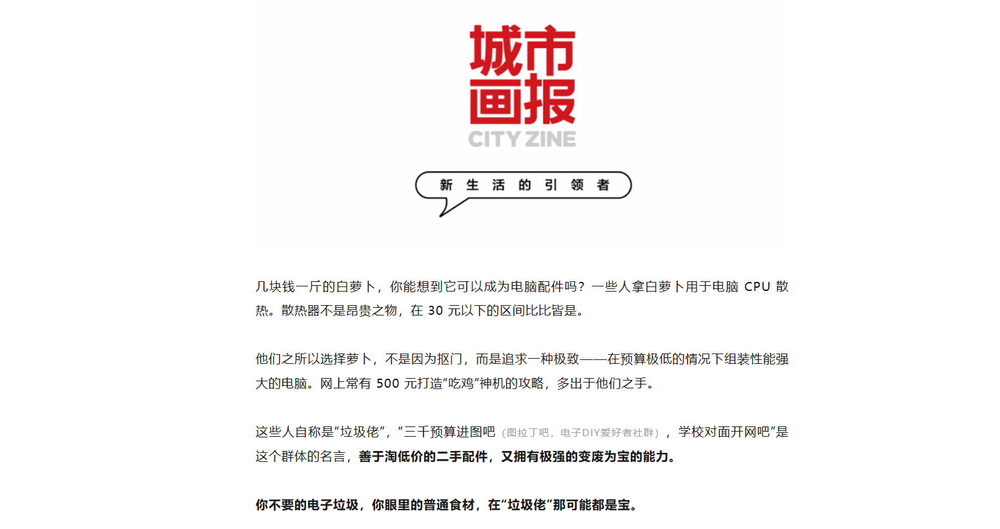 城市
画报
CITY ZINE
新生活的引领者
几块钱一斤的白萝卜，你能想到它可以成为电脑配件吗？一些人拿白萝卜用于电脑 CPU 散
热。散热器不是昂贵之物，在 30 元以下的区间比比皆是。
他们之所以选择萝卜，不是因为抠门，而是追求一种极致——在预算极低的情况下组装性能强
大的电脑。网上常有 500 元打造“吃鸡”神机的攻略，多出于他们之手。
这些人自称是“垃圾佬”，“三千预算进图吧（图拉丁吧，电子DIY爱好者社群），学校对面开网吧”是
这个群体的名言，善于淘低价的二手配件，又拥有极强的变废为宝的能力。
你不要的电子垃圾，你眼里的普通食材，在“垃圾佬”那可能都是宝。